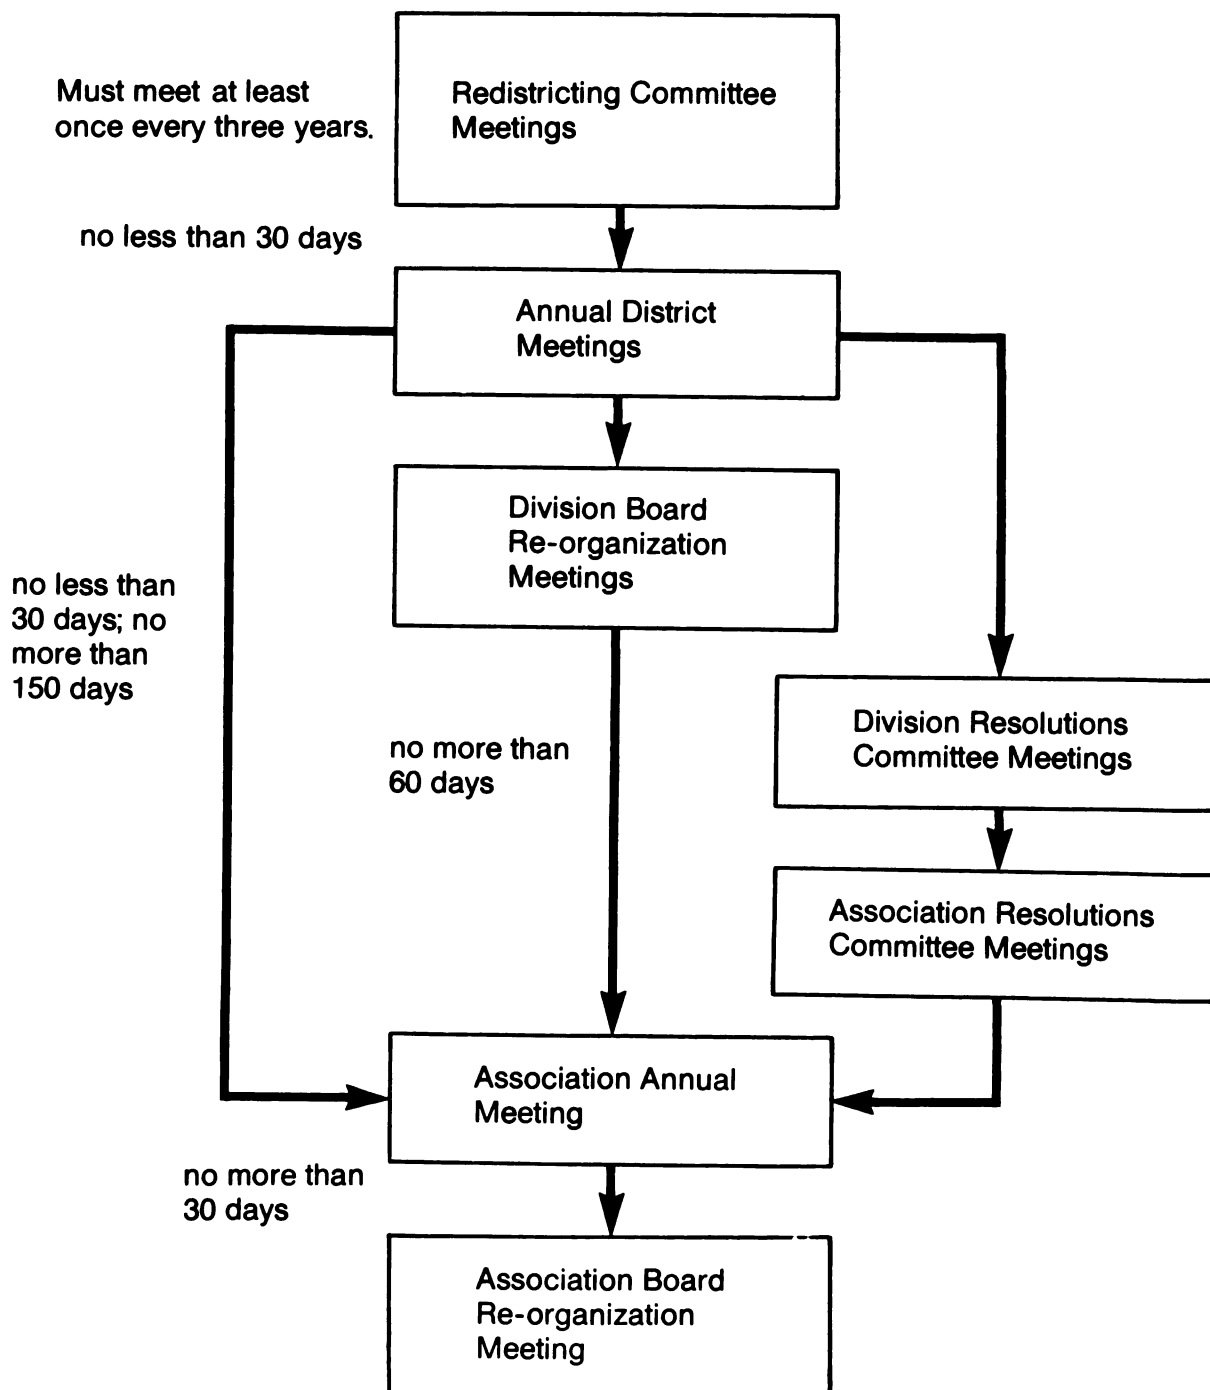 Must meet at least
once every three years.
Redistricting Committee
Meetings
no less than 30 days
Annual District
Meetings
Division Board
Re-organization
Meetings
no less than
30 days; no
more than
150 days
no more than
60 days
Division Resolutions
Committee Meetings
Association Resolutions
Committee Meetings
Association Annual
Meeting
no more than
30 days
Association Board
Re-organization
Meeting